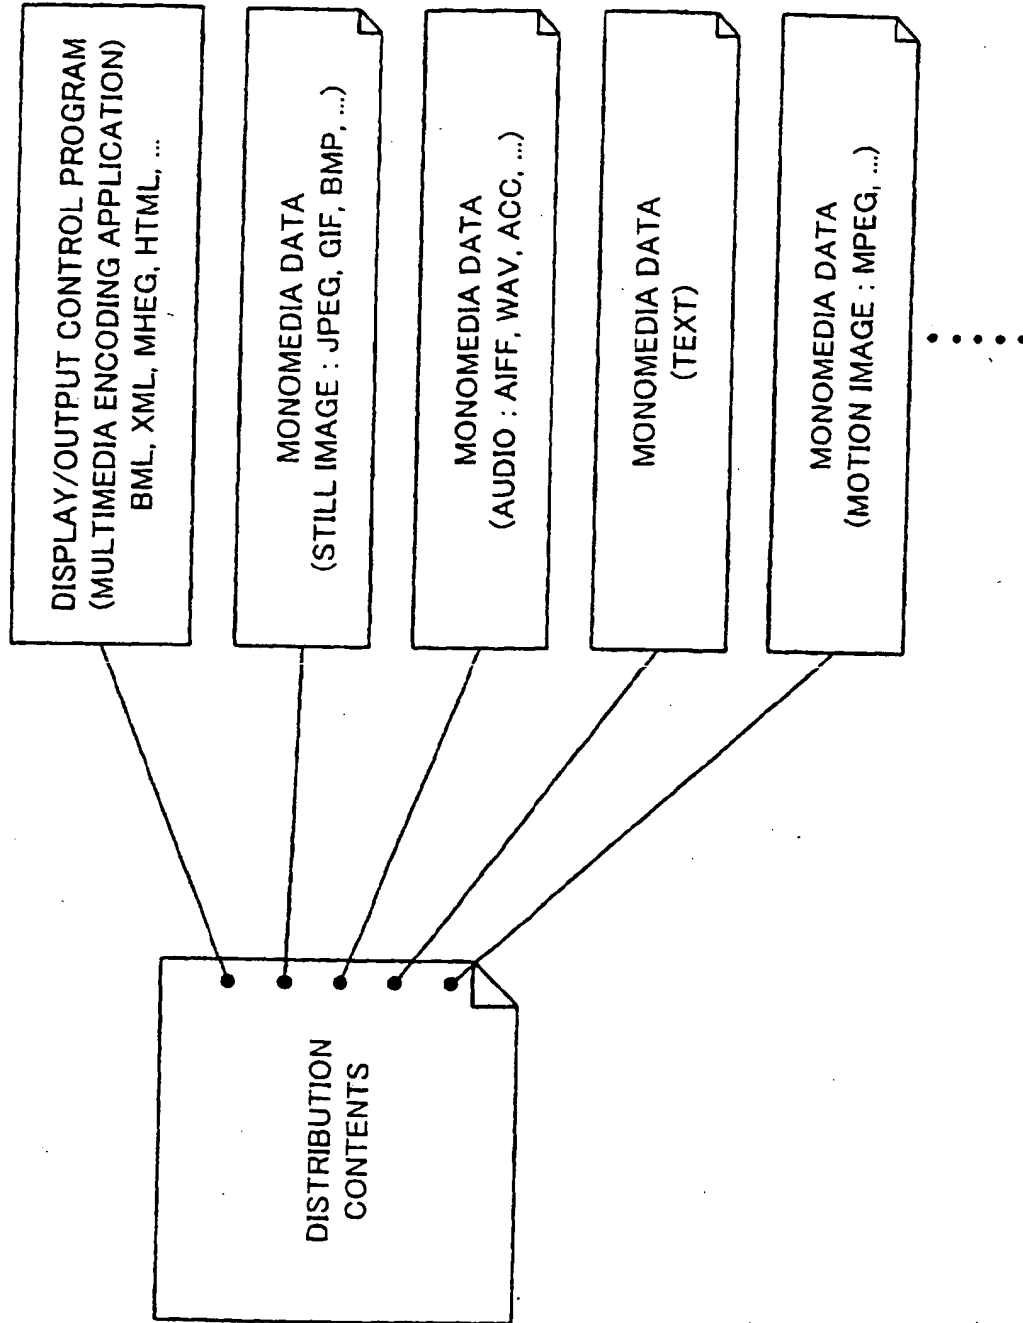 DISPLAY/OUTPUT CONTROL PROGRAM
(MULTIMEDIA ENCODING APPLICATION)
BML, XML, MHEG, HTML, ...
MONOMEDIA DATA
(STILL IMAGE : JPEG, GIF, BMP, ...)
MONOMEDIA DATA
(AUDIO : AIFF, WAV, ACC, ...)
MONOMEDIA DATA
(TEXT)
MONOMEDIA DATA
(MOTION IMAGE : MPEG, ...)
DISTRIBUTION
CONTENTS